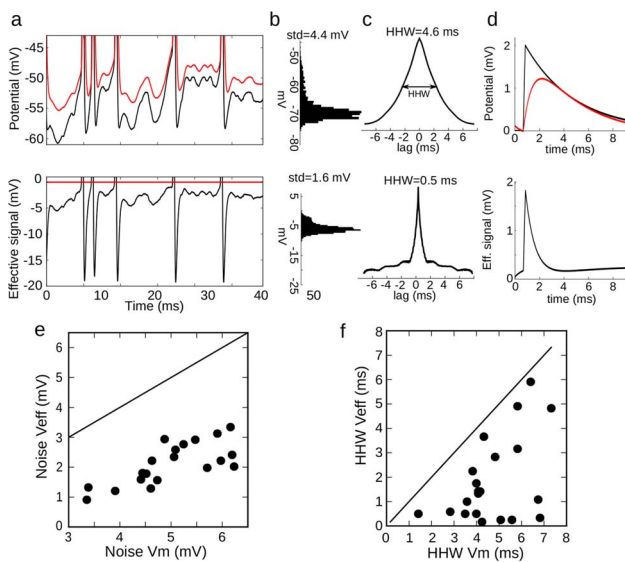 a
b
c
d
Potential (mV)
-45
-50
-55
-60
std=4.4 mV
-50
-60
-70
-80
mV
HHW=4.6 ms
HHW
-6 -4 -2 0 2 4 6
lag (ms)
Potential (mV)
2
1
0
0 4 8
time (ms)
Effective signal (mV)
0
-5
-10
-15
-20
0 10 20 30 40
Time (ms)
std=1.6 mV
5
-5
-15
-25
mV
50
HHW=0.5 ms
-6 -4 -2 0 2 4 6
lag (ms)
Eff. signal (mV)
2
1
0
0 4 8
time (ms)
e
Noise Veff (mV)
6
5
4
3
2
1
0
3 4 5 6
Noise Vm (mV)
f
HHW Veff (ms)
8
7
6
5
4
3
2
1
0
0 1 2 3 4 5 6 7 8
HHW Vm (ms)